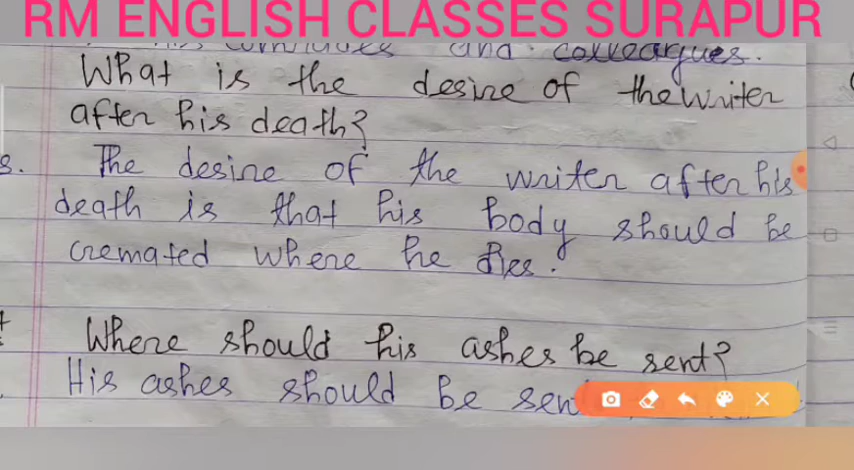 RM ENGLISH CLASSES SURAPUR
and colleagues.
What is the desire of the writer
after his death?
s. The desire of the writer after his
death is that his body should be
cremated where he dies.
Where should his ashes be sent?
His ashes should be sen